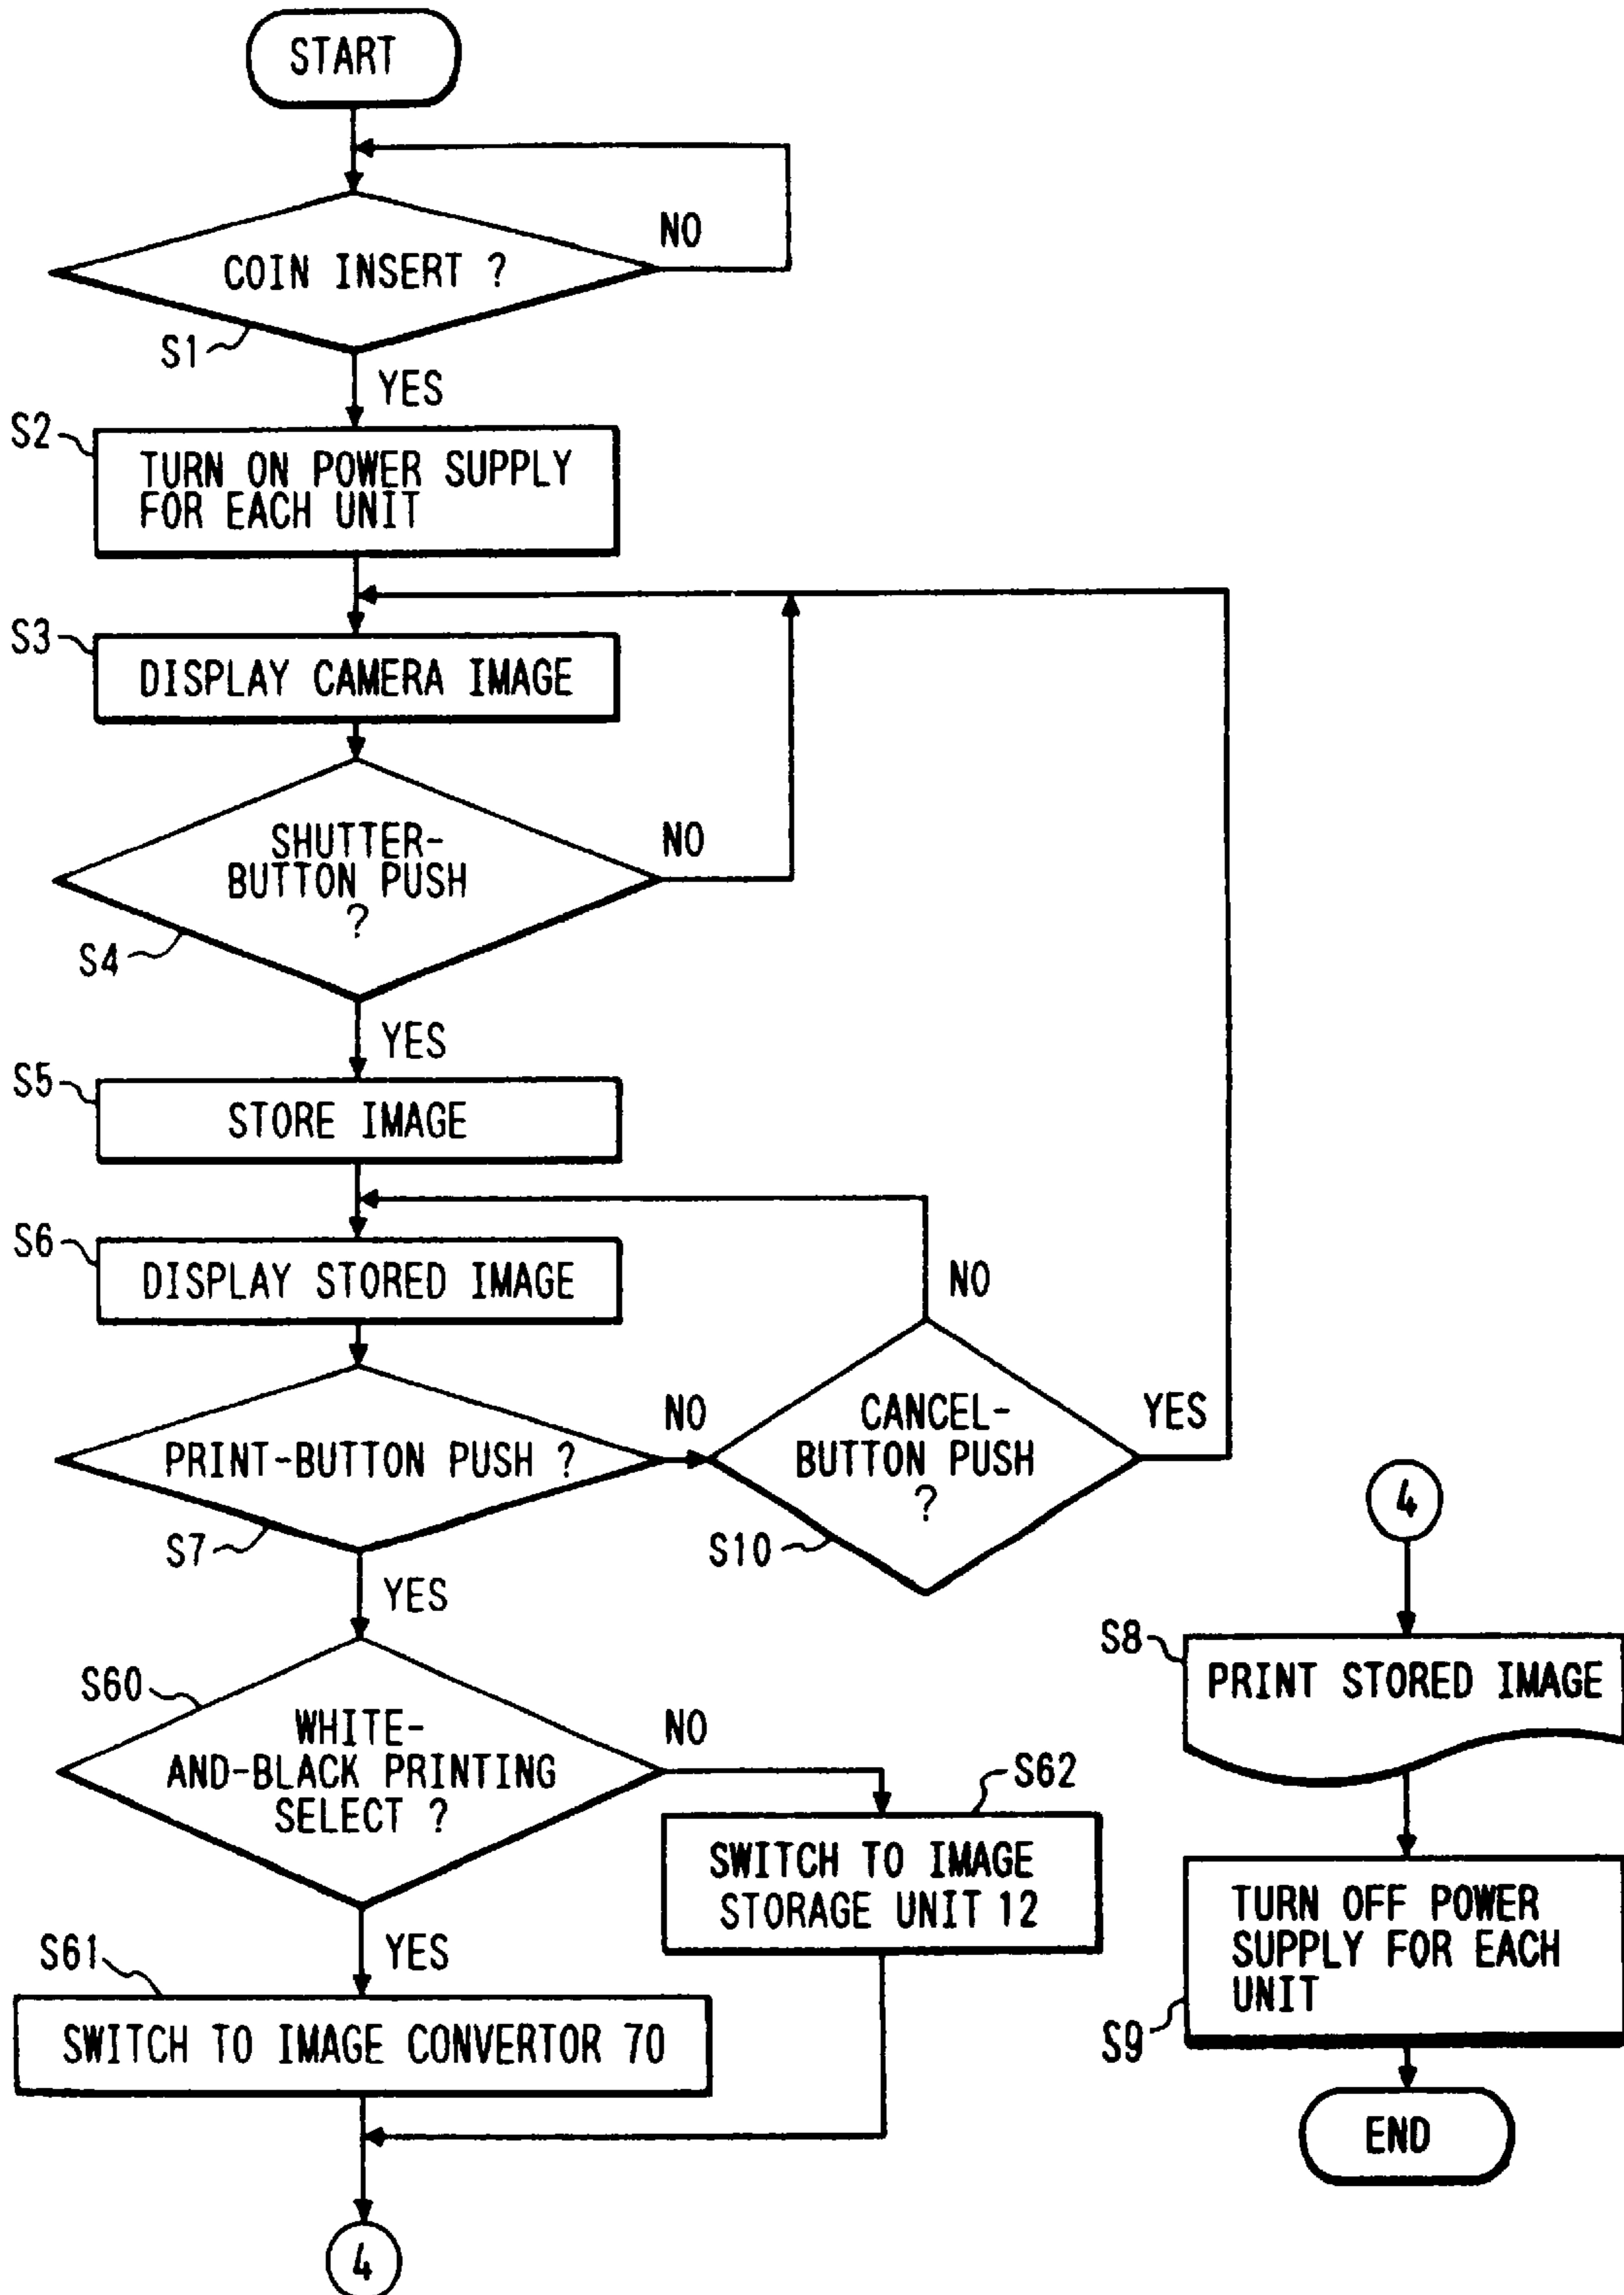 START
NO
COIN INSERT ?
S1
YES
S2
TURN ON POWER SUPPLY
FOR EACH UNIT
S3
DISPLAY CAMERA IMAGE
SHUTTER-
BUTTON PUSH
?
NO
S4
YES
S5
STORE IMAGE
S6
DISPLAY STORED IMAGE
NO
PRINT-BUTTON PUSH ?
NO
CANCEL-
BUTTON PUSH
?
YES
S7
S10
YES
S60
WHITE-
AND-BLACK PRINTING
SELECT ?
NO
S62
SWITCH TO IMAGE
STORAGE UNIT 12
YES
S61
SWITCH TO IMAGE CONVERTOR 70
4
4
S8
PRINT STORED IMAGE
TURN OFF POWER
SUPPLY FOR EACH
UNIT
S9
END